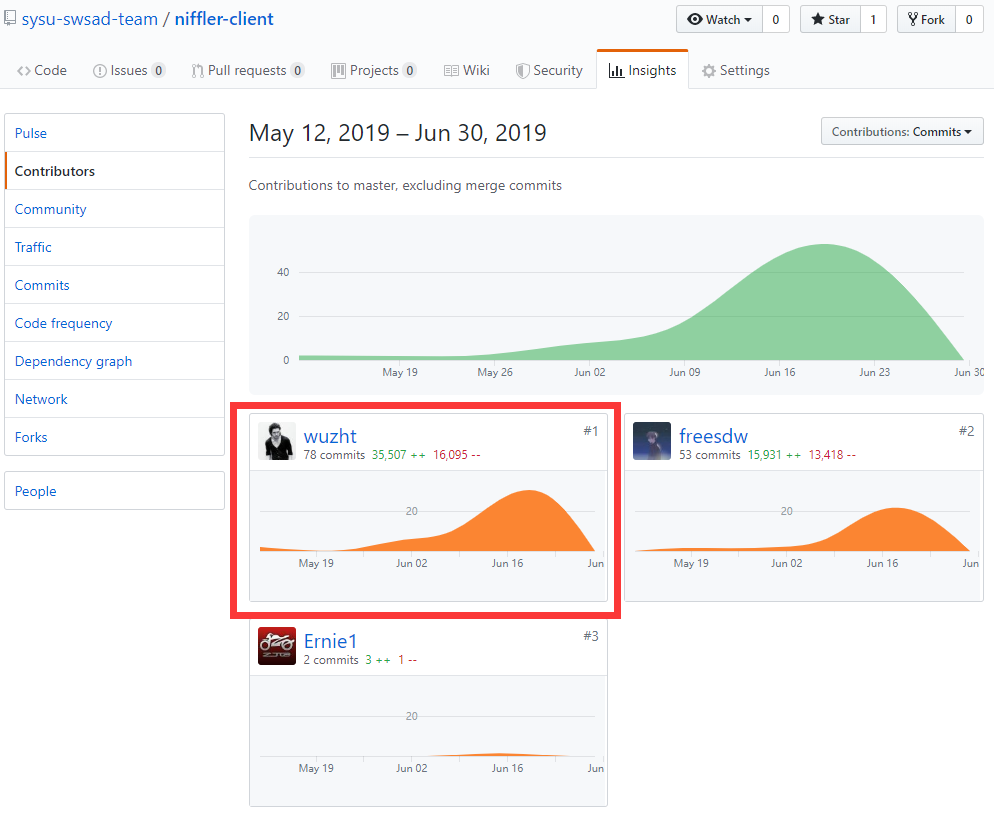 sysu-swsad-team / niffler-client
Watch 0 Star 1 Fork 0
Code Issues 0 Pull requests 0 Projects 0 Wiki Security Insights Settings
Pulse
Contributors
Community
Traffic
Commits
Code frequency
Dependency graph
Network
Forks
People
May 12, 2019 – Jun 30, 2019
Contributions: Commits
Contributions to master, excluding merge commits
40
20
0
May 19 May 26 Jun 02 Jun 09 Jun 16 Jun 23 Jun 30
wuzht #1
78 commits 35,507 ++ 16,095 --
20
May 19 Jun 02 Jun 16 Jun
freesdw #2
53 commits 15,931 ++ 13,418 --
20
May 19 Jun 02 Jun 16 Jun
Ernie1 #3
2 commits 3 ++ 1 --
20
May 19 Jun 02 Jun 16 Jun